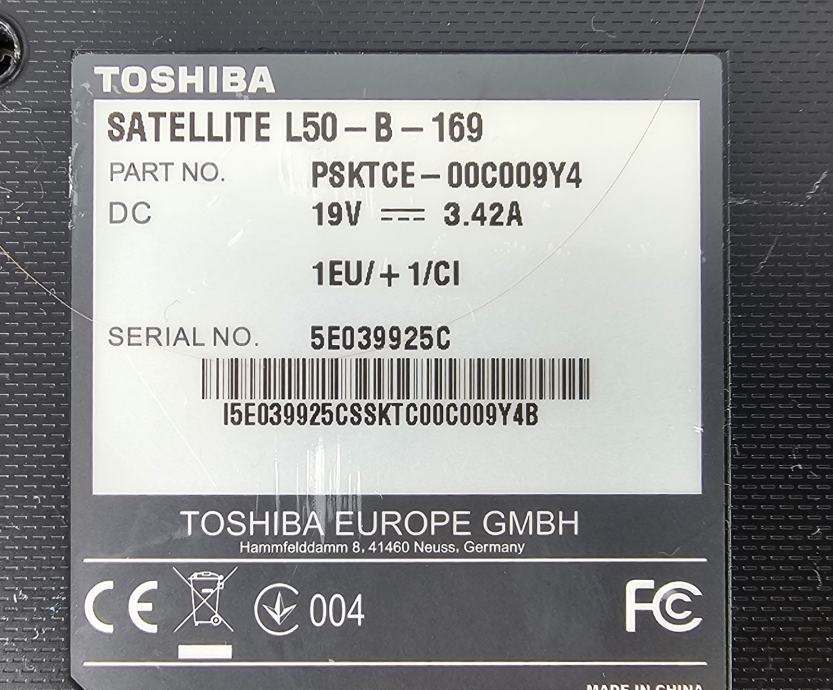 TOSHIBA
SATELLITE L50-B-169
PART NO. PSKTCE-00C009Y4
DC 19V ⎓ 3.42A
1EU/+1/CI
SERIAL NO. 5E039925C
I5E039925CSSKTC00C009Y4B
TOSHIBA EUROPE GMBH
Hammfelddamm 8, 41460 Neuss, Germany
CE 004 FC
MADE IN CHINA